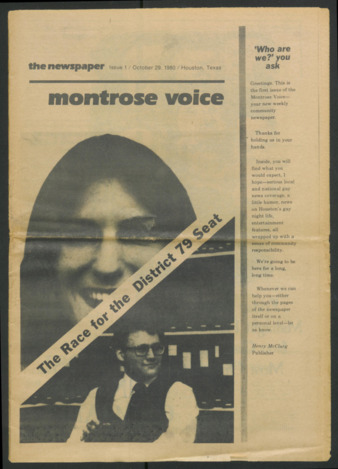 the newspaper Issue 1 / October 29, 1980 / Houston, Texas
montrose voice
The Race for the District 79 Seat
'Who are
we?' you
ask
Greetings. This is
the first issue of the
Montrose Voice—
your new weekly
community
newspaper.
Thanks for
holding us in your
hands.
Inside, you will
find what you
would expect, I
hope—serious local
and national gay
news coverage, a
little humor, news
on Houston's gay
night life,
entertainment
features, all
wrapped up with a
sense of community
responsibility.
We're going to be
here for a long,
long time.
Whenever we can
help you—either
through the pages
of the newspaper
itself or on a
personal level—let
us know.
Henry McClurg
Publisher